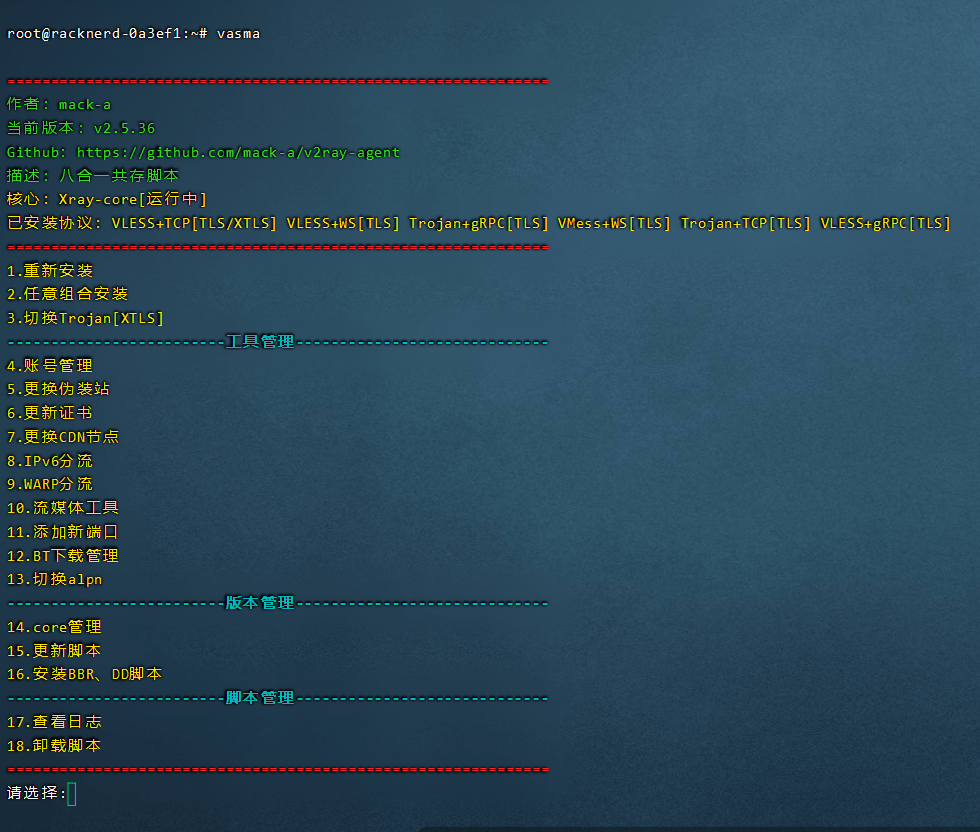 root@racknerd-0a3ef1:~# vasma
==============================================================
作者: mack-a
当前版本: v2.5.36
Github: https://github.com/mack-a/v2ray-agent
描述: 八合一共存脚本
核心: Xray-core[运行中]
已安装协议: VLESS+TCP[TLS/XTLS] VLESS+WS[TLS] Trojan+gRPC[TLS] VMess+WS[TLS] Trojan+TCP[TLS] VLESS+gRPC[TLS]
==============================================================
1.重新安装
2.任意组合安装
3.切换Trojan[XTLS]
-------------------------工具管理-----------------------------
4.账号管理
5.更换伪装站
6.更新证书
7.更换CDN节点
8.IPv6分流
9.WARP分流
10.流媒体工具
11.添加新端口
12.BT下载管理
13.切换alpn
-------------------------版本管理-----------------------------
14.core管理
15.更新脚本
16.安装BBR、DD脚本
-------------------------脚本管理-----------------------------
17.查看日志
18.卸载脚本
==============================================================
请选择: